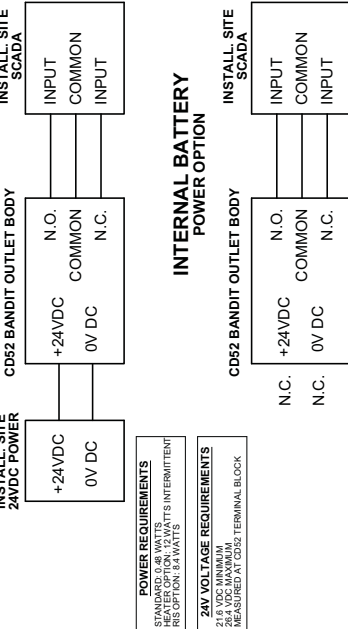 INSTALL. SITE
24VDC POWER
+24VDC
0V DC
CD52 BANDIT OUTLET BODY
+24VDC
0V DC
N.O.
COMMON
N.C.
INSTALL. SITE
SCADA
INPUT
COMMON
INPUT
POWER REQUIREMENTS
STANDARD: 0.48 WATTS
HEATER OPTION: 12 WATTS INTERMITTENT
RIS OPTION: 8.4 WATTS
24V VOLTAGE REQUIREMENTS
21.6 VDC MINIMUM
26.4 VDC MAXIMUM
MEASURED AT CD52 TERMINAL BLOCK
INTERNAL BATTERY
POWER OPTION
N.C.
N.C.
CD52 BANDIT OUTLET BODY
+24VDC
0V DC
N.O.
COMMON
N.C.
INSTALL. SITE
SCADA
INPUT
COMMON
INPUT